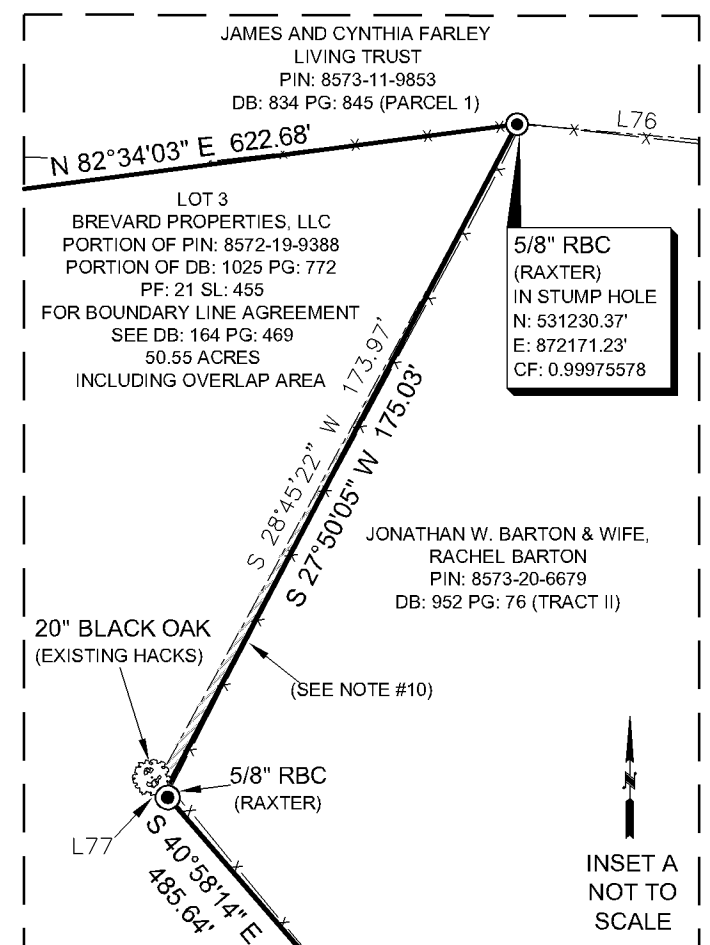 JAMES AND CYNTHIA FARLEY
LIVING TRUST
PIN: 8573-11-9853
DB: 834 PG: 845 (PARCEL 1)
L76
N 82°34'03" E 622.68'
LOT 3
BREVARD PROPERTIES, LLC
PORTION OF PIN: 8572-19-9388
PORTION OF DB: 1025 PG: 772
PF: 21 SL: 455
FOR BOUNDARY LINE AGREEMENT
SEE DB: 164 PG: 469
50.55 ACRES
INCLUDING OVERLAP AREA
5/8" RBC
(RAXTER)
IN STUMP HOLE
N: 531230.37'
E: 872171.23'
CF: 0.99975578
S 28°45'22" W 173.97'
S 27°50'05" W 175.03'
JONATHAN W. BARTON & WIFE,
RACHEL BARTON
PIN: 8573-20-6679
DB: 952 PG: 76 (TRACT II)
20" BLACK OAK
(EXISTING HACKS)
(SEE NOTE #10)
5/8" RBC
(RAXTER)
L77
S 40°58'14" E
485.64'
N
INSET A
NOT TO
SCALE